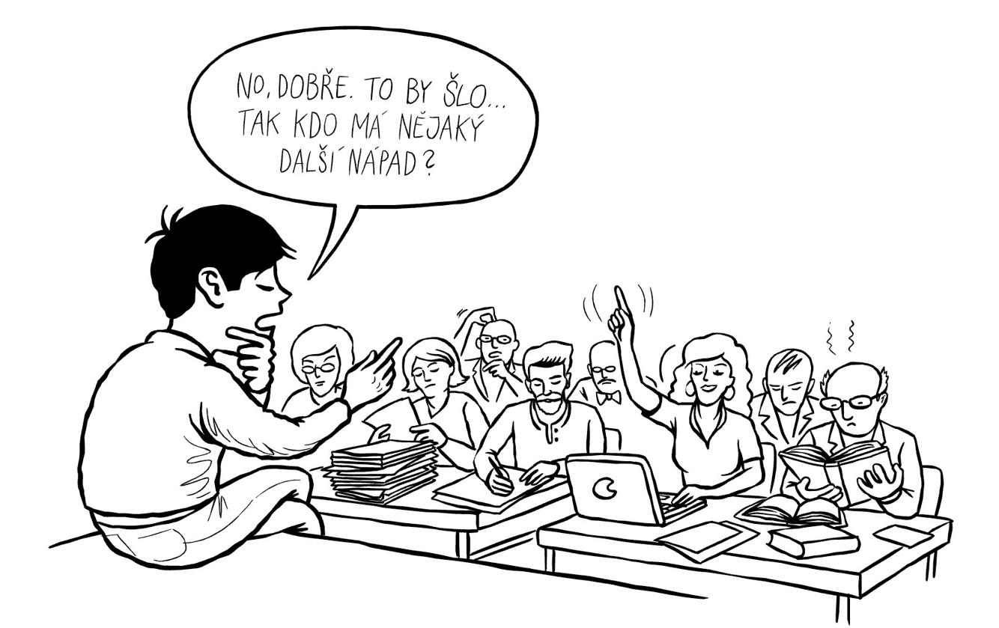 NO, DOBŘE. TO BY ŠLO...
TAK KDO MÁ NĚJAKÝ
DALŠÍ NÁPAD?